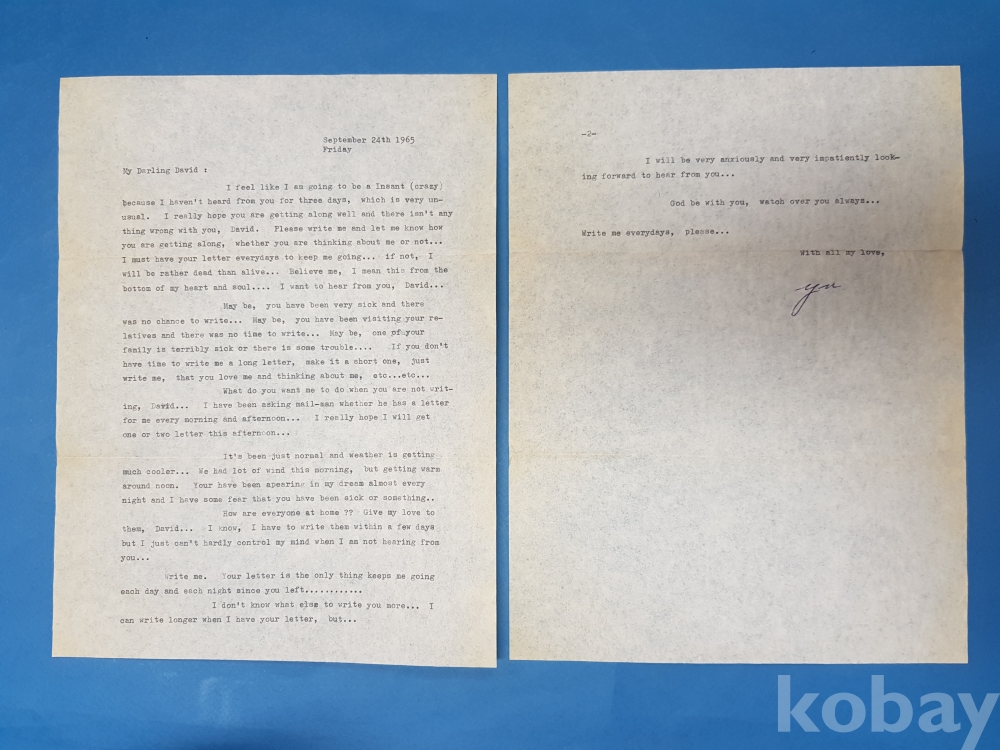 September 24th 1965
Friday
My Darling David :
I feel like I am going to be a Insant (crazy)
because I haven't heard from you for three days, which is very un-
usual. I really hope you are getting along well and there isn't any
thing wrong with you, David. Please write me and let me know how
you are getting along, whether you are thinking about me or not...
I must have your letter everydays to keep me going... if not, I
will be rather dead than alive... Believe me, I mean this from the
bottom of my heart and soul.... I want to hear from you, David...
May be, you have been very sick and there
was no chance to write... May be, you have been visiting your re-
latives and there was no time to write... May be, one of your
family is terribly sick or there is some trouble.... If you don't
have time to write me a long letter, make it a short one, just
write me, that you love me and thinking about me, etc...etc...
What do you want me to do when you are not writ-
ing, David... I have been asking mail-man whether he has a letter
for me every morning and afternoon... I really hope I will get
one or two letter this afternoon...
It's been just normal and weather is getting
much cooler... We had lot of wind this morning, but getting warm
around noon. Your have been apearing in my dream almost every
night and I have some fear that you have been sick or something..
How are everyone at home ?? Give my love to
them, David... I know, I have to write them within a few days
but I just can't hardly control my mind when I am not hearing from
you...
Write me. Your letter is the only thing keeps me going
each day and each night since you left............
I don't know what else to write you more... I
can write longer when I have your letter, but...
-2-
I will be very anxiously and very impatiently look-
ing forward to hear from you...
God be with you, watch over you always...
Write me everydays, please...
With all my love,
yu
kobay